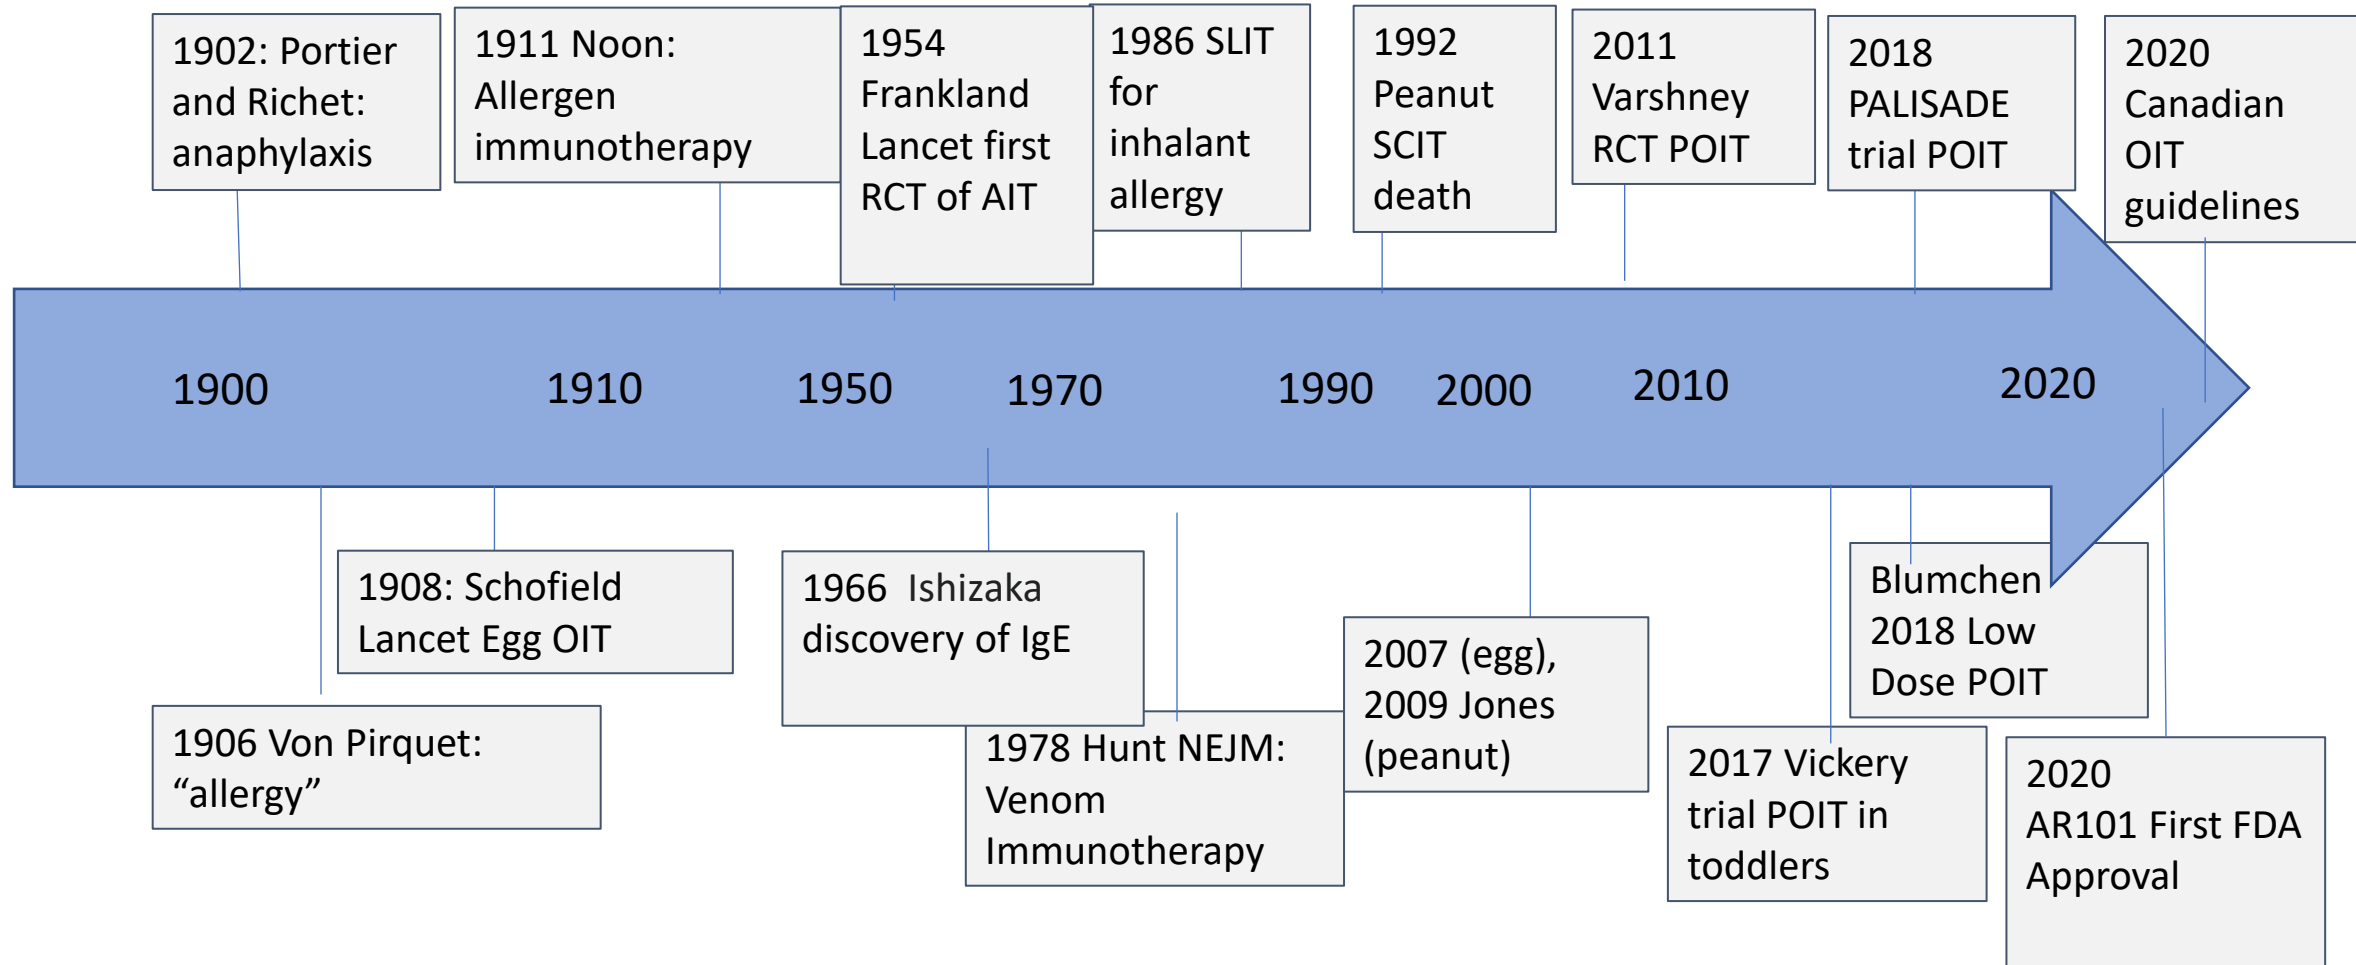 1902: Portier
and Richet:
anaphylaxis
1911 Noon:
Allergen
immunotherapy
1954
Frankland
Lancet first
RCT of AIT
1986 SLIT
for
inhalant
allergy
1992
Peanut
SCIT
death
2011
Varshney
RCT POIT
2018
PALISADE
trial POIT
2020
Canadian
OIT
guidelines
1900
1910
1950
1970
1990
2000
2010
2020
1906 Von Pirquet:
“allergy”
1908: Schofield
Lancet Egg OIT
1966 Ishizaka
discovery of IgE
1978 Hunt NEJM:
Venom
Immunotherapy
2007 (egg),
2009 Jones
(peanut)
2017 Vickery
trial POIT in
toddlers
Blumchen
2018 Low
Dose POIT
2020
AR101 First FDA
Approval